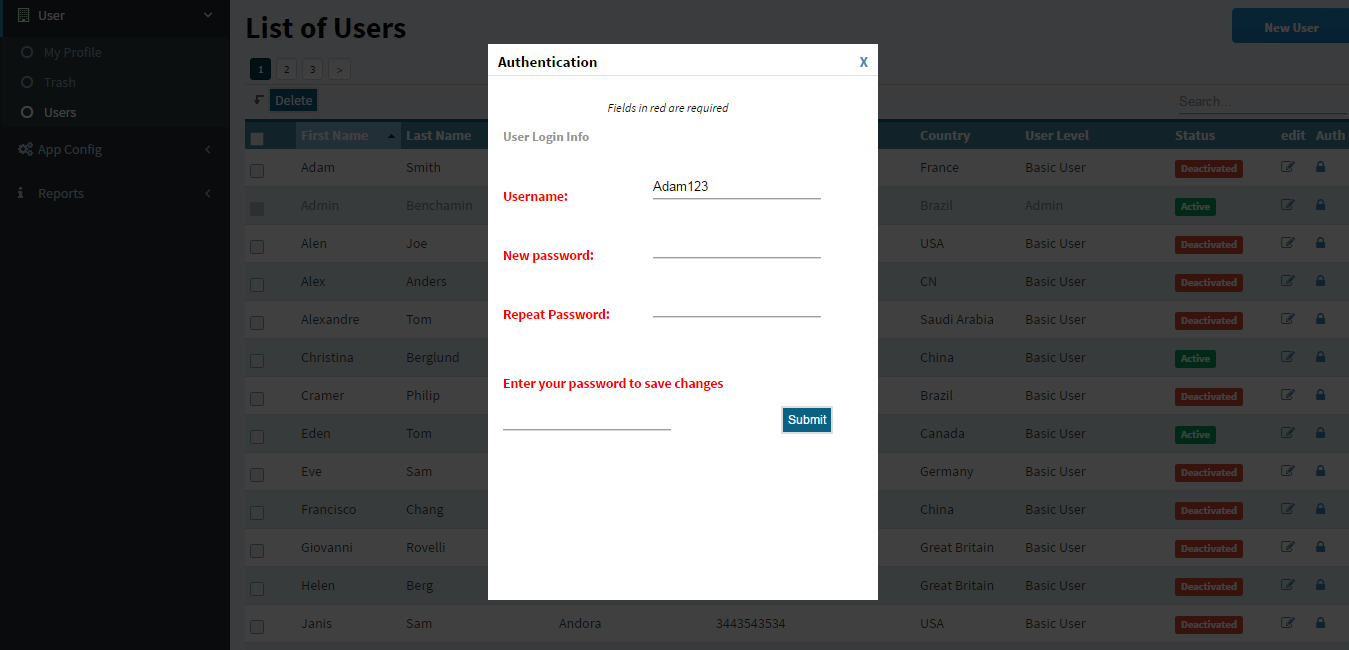 User
My Profile
Trash
Users
App Config
Reports
List of Users
New User
1 2 3 >
Delete
Search...
First Name Last Name Country User Level Status edit Auth
Adam Smith France Basic User Deactivated
Admin Benchamin Brazil Admin Active
Alen Joe USA Basic User Deactivated
Alex Anders CN Basic User Deactivated
Alexandre Tom Saudi Arabia Basic User Deactivated
Christina Berglund China Basic User Active
Cramer Philip Brazil Basic User Deactivated
Eden Tom Canada Basic User Active
Eve Sam Germany Basic User Deactivated
Francisco Chang China Basic User Deactivated
Giovanni Rovelli Great Britain Basic User Deactivated
Helen Berg Great Britain Basic User Deactivated
Janis Sam Andora 3443543534 USA Basic User Deactivated
Authentication X
Fields in red are required
User Login Info
Username: Adam123
New password:
Repeat Password:
Enter your password to save changes
Submit